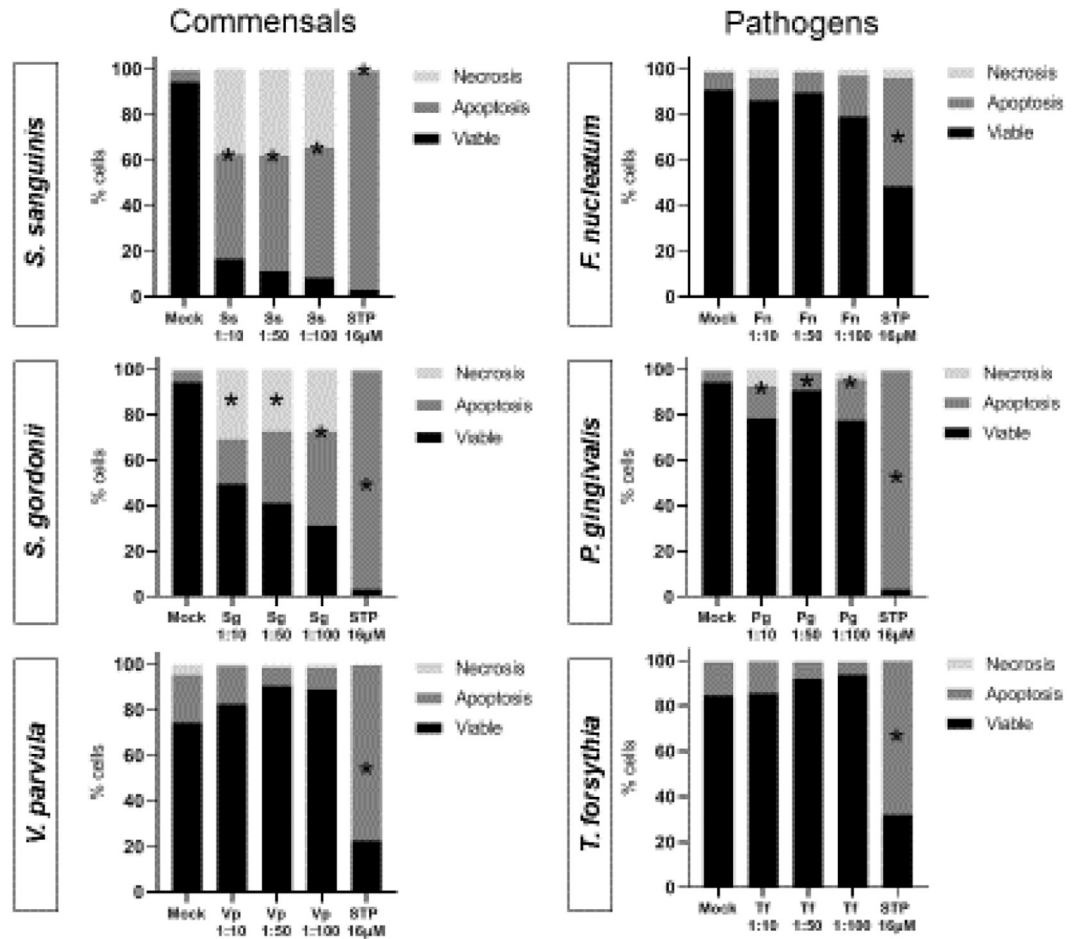 Commensals
Pathogens
S. sanguinis
% cells
100
80
60
40
20
0
*
*
*
*
Necrosis
Apoptosis
Viable
Mock Ss Ss Ss STP
1:10 1:50 1:100 16µM
F. nucleatum
% cells
100
80
60
40
20
0
*
Necrosis
Apoptosis
Viable
Mock Fn Fn Fn STP
1:10 1:50 1:100 16µM
S. gordonii
% cells
100
80
60
40
20
0
*
*
*
*
Necrosis
Apoptosis
Viable
Mock Sg Sg Sg STP
1:10 1:50 1:100 16µM
P. gingivalis
% cells
100
80
60
40
20
0
*
*
*
*
Necrosis
Apoptosis
Viable
Mock Pg Pg Pg STP
1:10 1:50 1:100 16µM
V. parvula
% cells
100
80
60
40
20
0
*
Necrosis
Apoptosis
Viable
Mock Vp Vp Vp STP
1:10 1:50 1:100 16µM
T. forsythia
% cells
100
80
60
40
20
0
*
Necrosis
Apoptosis
Viable
Mock Tf Tf Tf STP
1:10 1:50 1:100 16µM